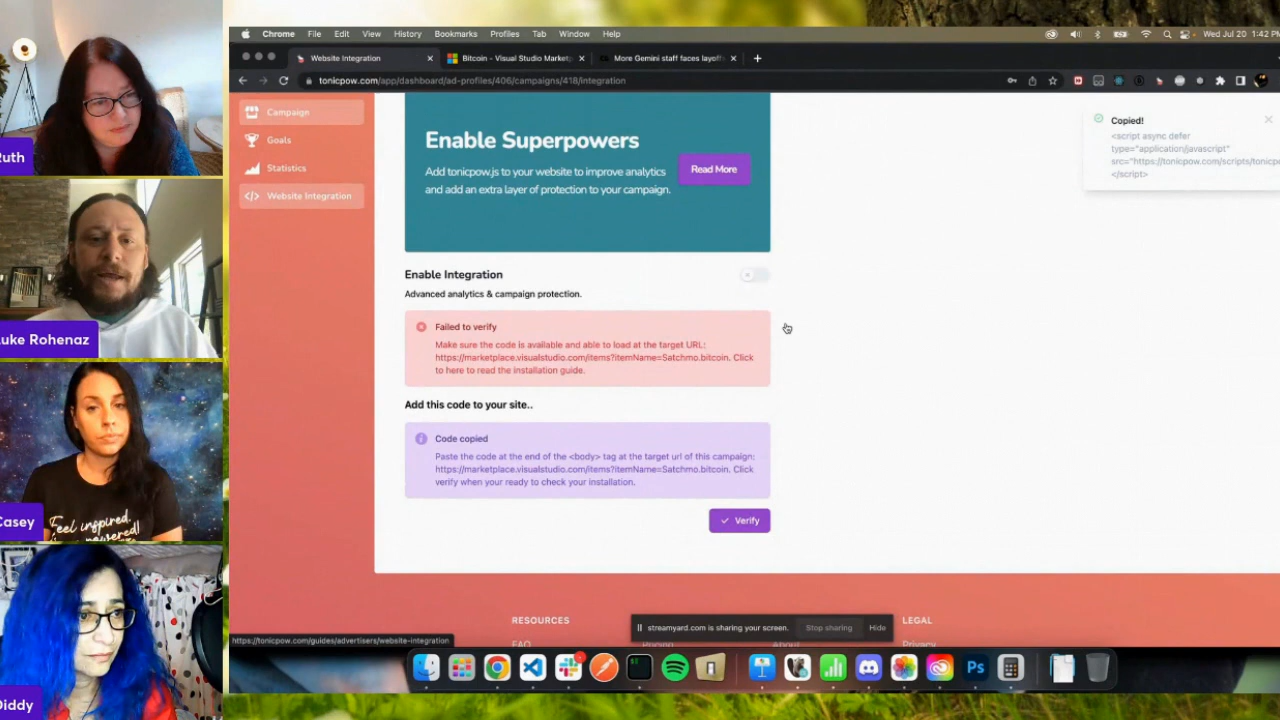 Ruth
Luke Rohenaz
Casey
Feel inspired
Diddy
Chrome File Edit View History Bookmarks Profiles Tab Window Help
Wed Jul 20 1:42 PM
Website Integration
Bitcoin - Visual Studio Market
More Gemini staff faces layoffs
tonicpow.com/app/dashboard/ad-profiles/406/campaigns/418/integration
Campaign
Goals
Statistics
Website Integration
Enable Superpowers
Add tonicpow.js to your website to improve analytics
and add an extra layer of protection to your campaign.
Read More
Copied!
<script async defer
type="application/javascript"
src="https://tonicpow.com/scripts/tonicpo
</script>
Enable Integration
Advanced analytics & campaign protection.
Failed to verify
Make sure the code is available and able to load at the target URL:
https://marketplace.visualstudio.com/items?itemName=Satchmo.bitcoin. Click
to here to read the installation guide.
Add this code to your site..
Code copied
Paste the code at the end of the <body> tag at the target url of this campaign:
https://marketplace.visualstudio.com/items?itemName=Satchmo.bitcoin. Click
verify when your ready to check your installation.
Verify
RESOURCES
LEGAL
streamyard.com is sharing your screen.
Stop sharing
Hide
FAQ
Pricing
About
Privacy
https://tonicpow.com/guides/advertisers/website-integration
Ps